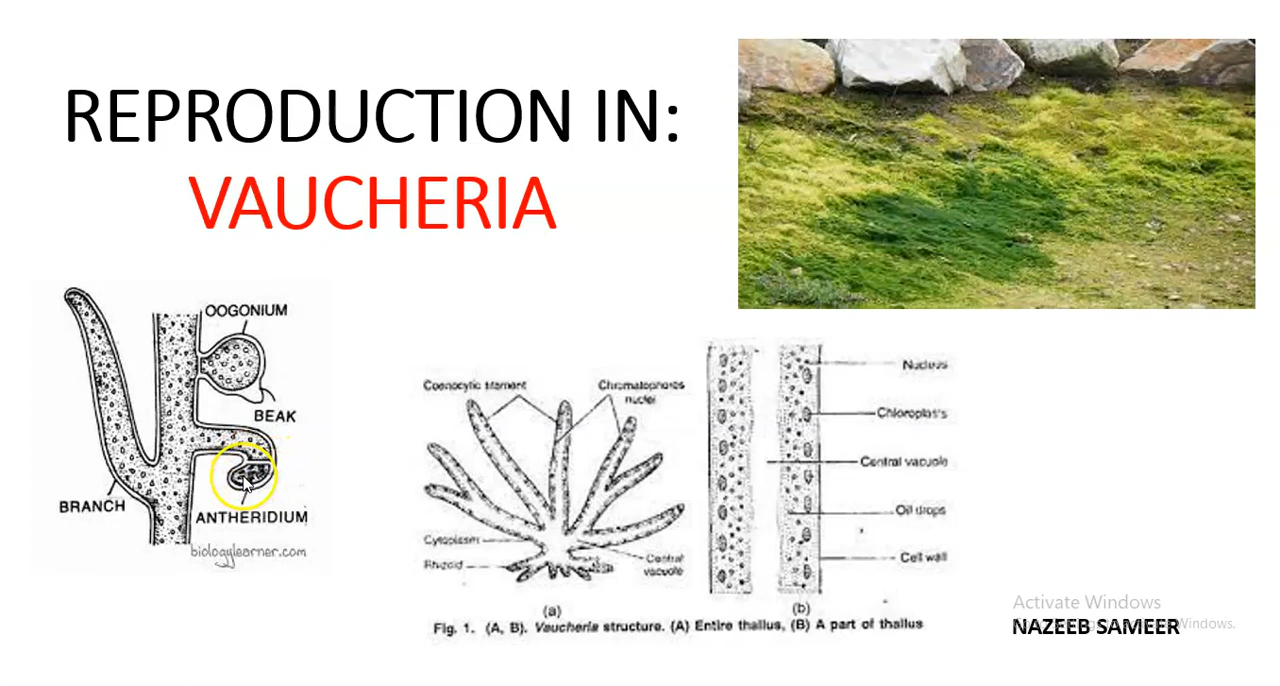 REPRODUCTION IN:
VAUCHERIA
OOGONIUM
BEAK
BRANCH
ANTHERIDIUM
biologylearner.com
Coenocytic filament
Chromatophores
nuclei
Cytoplasm
Rhizoid
Central
vacuole
(a)
Nucleus
Chloroplasts
Central vacuole
Oil drops
Cell wall
(b)
Fig. 1. (A, B). Vaucheria structure. (A) Entire thallus, (B) A part of thallus
Activate Windows
NAZEEB SAMEER
Windows.